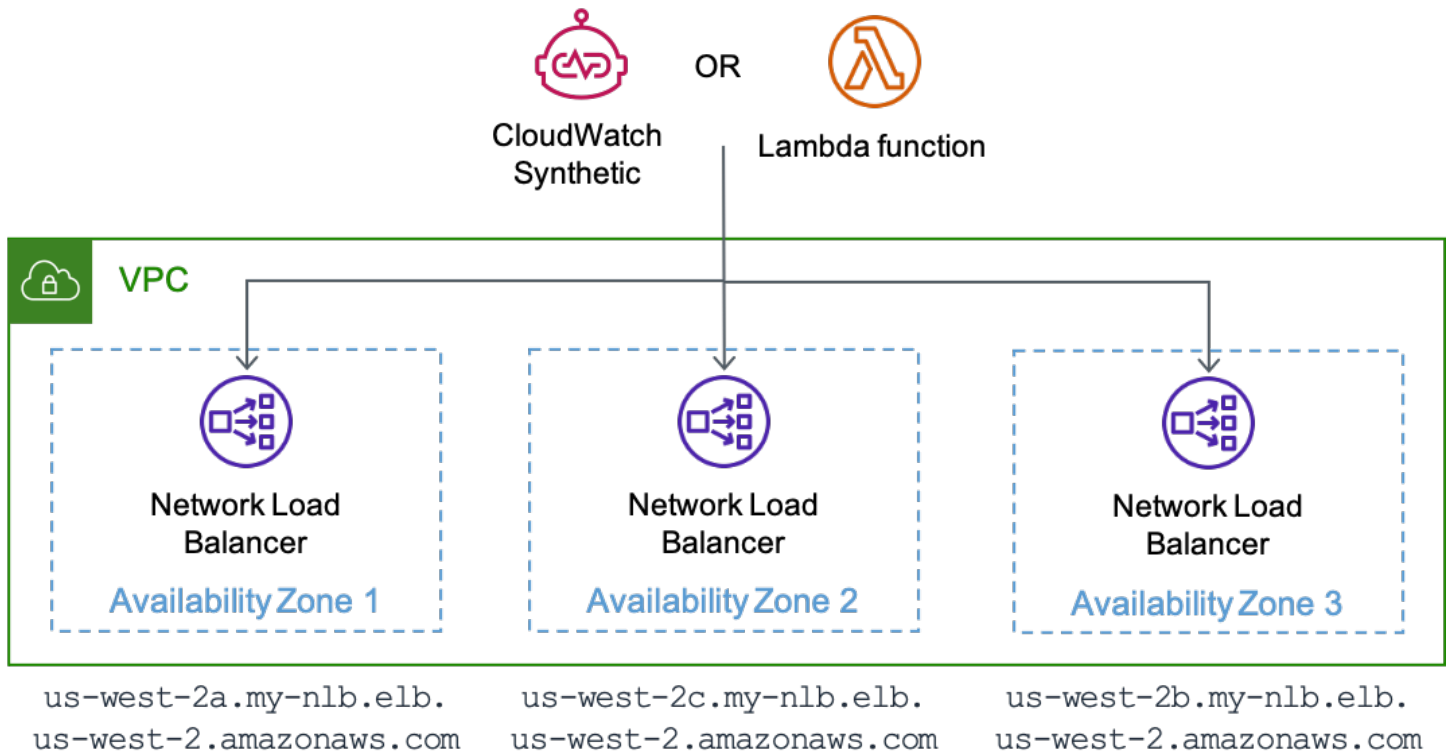 OR
CloudWatch
Synthetic
Lambda function
VPC
Network Load
Balancer
Availability Zone 1
Network Load
Balancer
Availability Zone 2
Network Load
Balancer
Availability Zone 3
us-west-2a.my-nlb.elb.
us-west-2.amazonaws.com
us-west-2c.my-nlb.elb.
us-west-2.amazonaws.com
us-west-2b.my-nlb.elb.
us-west-2.amazonaws.com